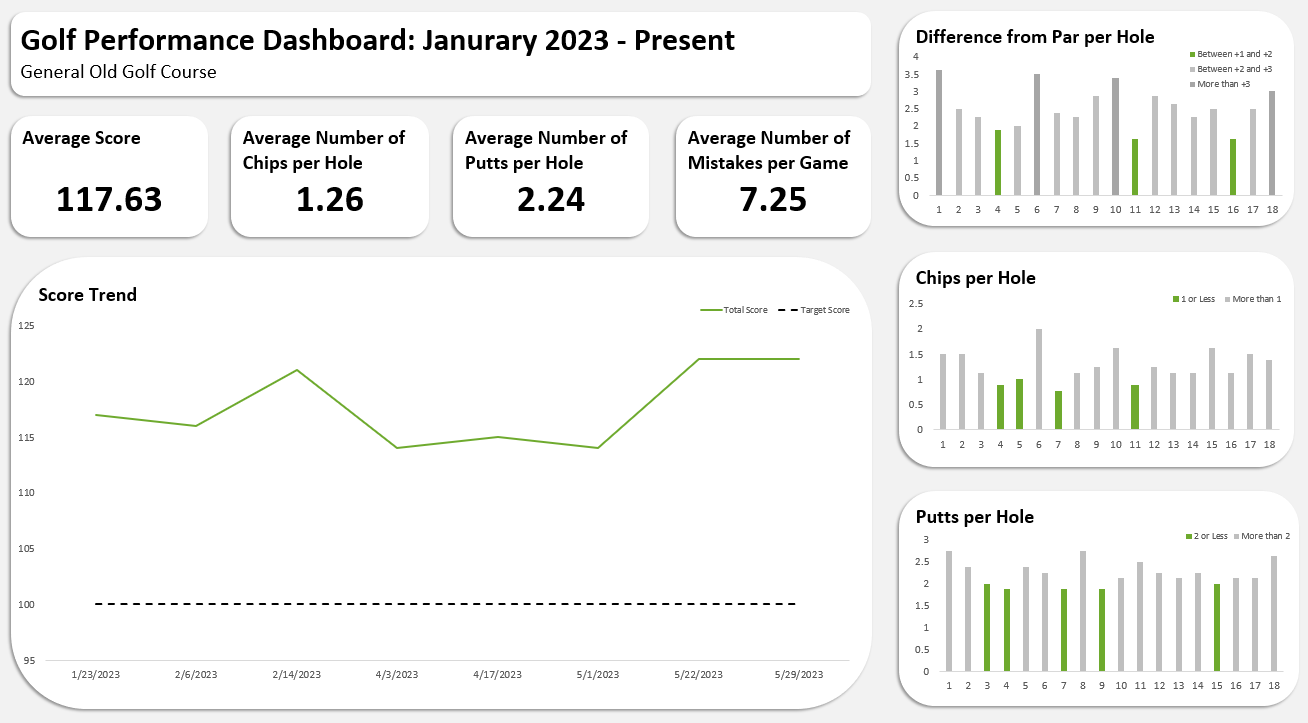 Golf Performance Dashboard: Janurary 2023 - Present
General Old Golf Course
Average Score
117.63
Average Number of
Chips per Hole
1.26
Average Number of
Putts per Hole
2.24
Average Number of
Mistakes per Game
7.25
Score Trend
Total Score
Target Score
125
120
115
110
105
100
95
1/23/2023 2/6/2023 2/14/2023 4/3/2023 4/17/2023 5/1/2023 5/22/2023 5/29/2023
Difference from Par per Hole
Between +1 and +2
Between +2 and +3
More than +3
4
3.5
3
2.5
2
1.5
1
0.5
0
1 2 3 4 5 6 7 8 9 10 11 12 13 14 15 16 17 18
Chips per Hole
1 or Less More than 1
2.5
2
1.5
1
0.5
0
1 2 3 4 5 6 7 8 9 10 11 12 13 14 15 16 17 18
Putts per Hole
2 or Less More than 2
3
2.5
2
1.5
1
0.5
0
1 2 3 4 5 6 7 8 9 10 11 12 13 14 15 16 17 18